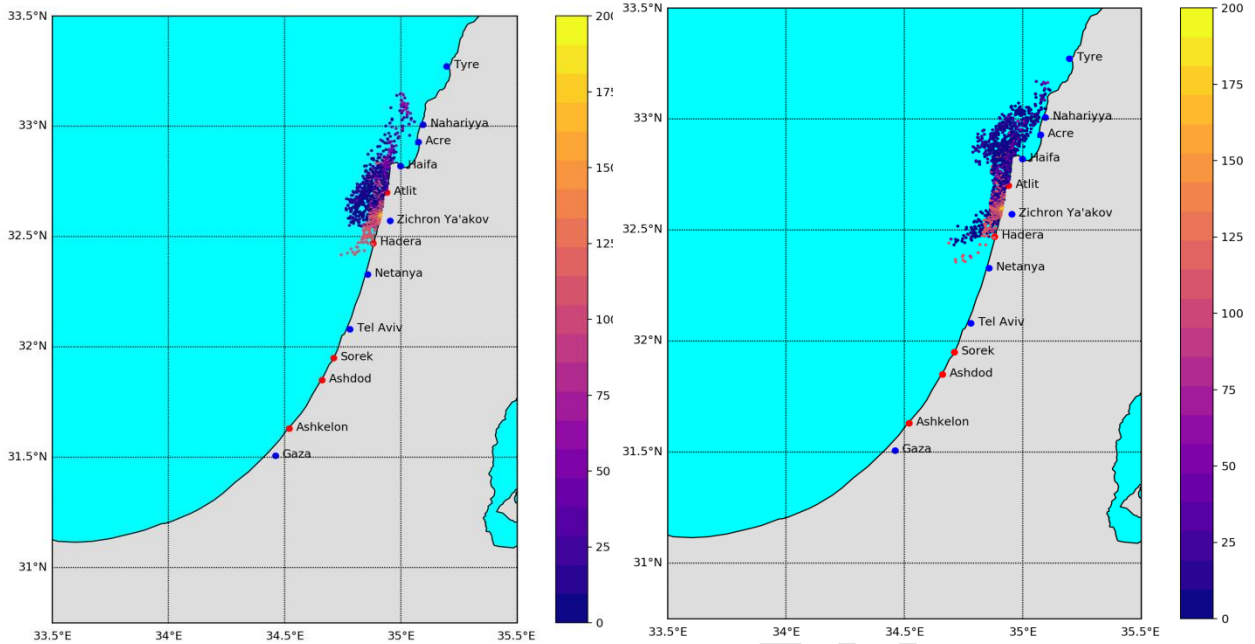 33.5°N
33°N
32.5°N
32°N
31.5°N
31°N
33.5°E
34°E
34.5°E
35°E
35.5°E
Tyre
Nahariyya
Acre
Haifa
Atlit
Zichron Ya'akov
Hadera
Netanya
Tel Aviv
Sorek
Ashdod
Ashkelon
Gaza
200
175
150
125
100
75
50
25
0
33.5°N
33°N
32.5°N
32°N
31.5°N
31°N
33.5°E
34°E
34.5°E
35°E
35.5°E
Tyre
Nahariyya
Acre
Haifa
Atlit
Zichron Ya'akov
Hadera
Netanya
Tel Aviv
Sorek
Ashdod
Ashkelon
Gaza
200
175
150
125
100
75
50
25
0